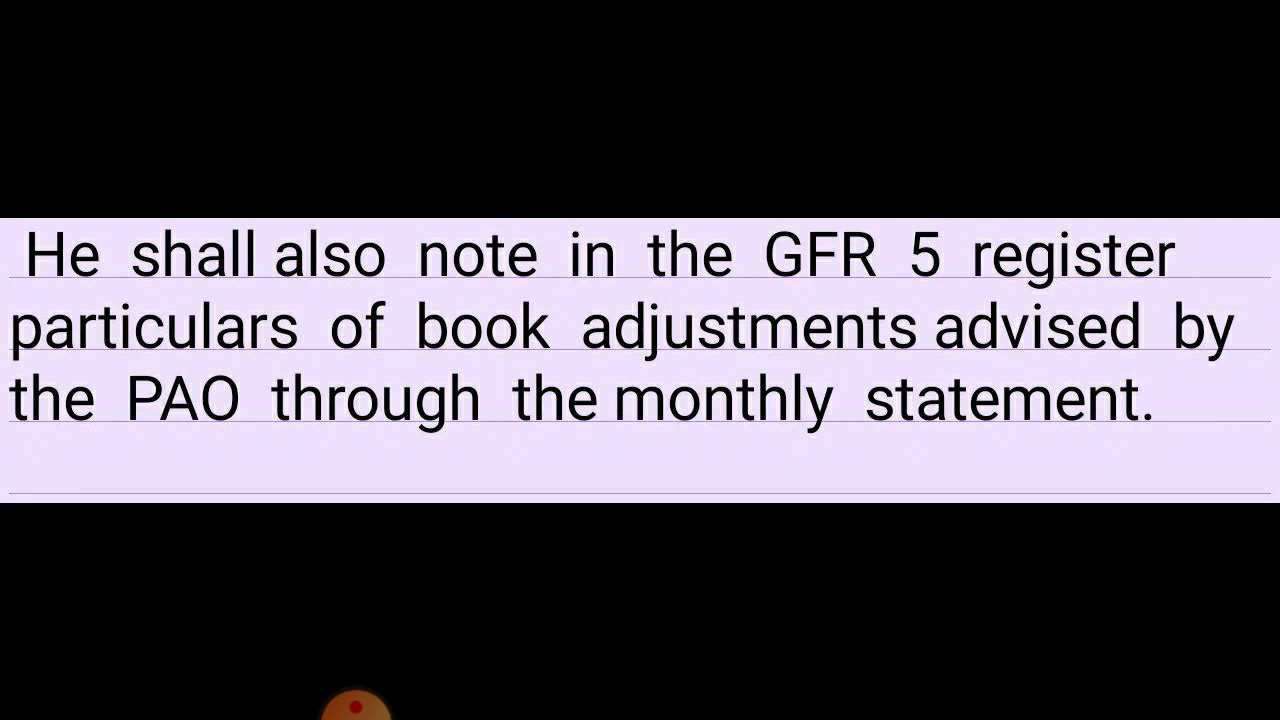 He shall also note in the GFR 5 register
particulars of book adjustments advised by
the PAO through the monthly statement.